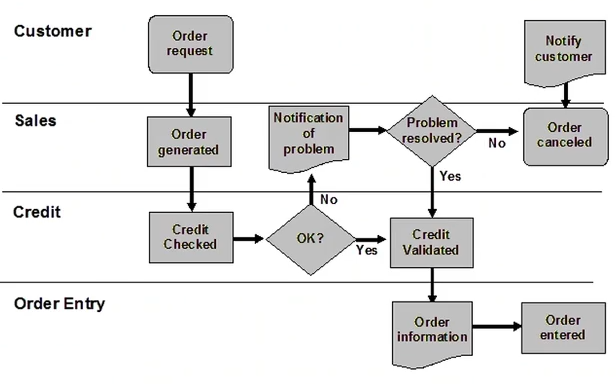 Customer
Order
request
Notify
customer
Sales
Order
generated
Notification
of
problem
Problem
resolved?
No
Order
canceled
Yes
Credit
No
Credit
Checked
OK?
Yes
Credit
Validated
Order Entry
Order
information
Order
entered